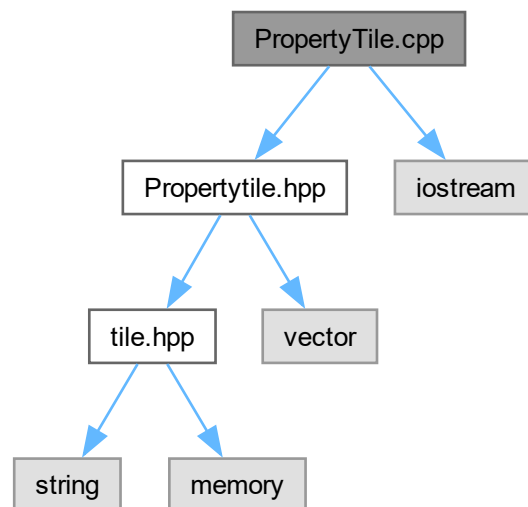 PropertyTile.cpp
Propertytile.hpp
iostream
tile.hpp
vector
string
memory